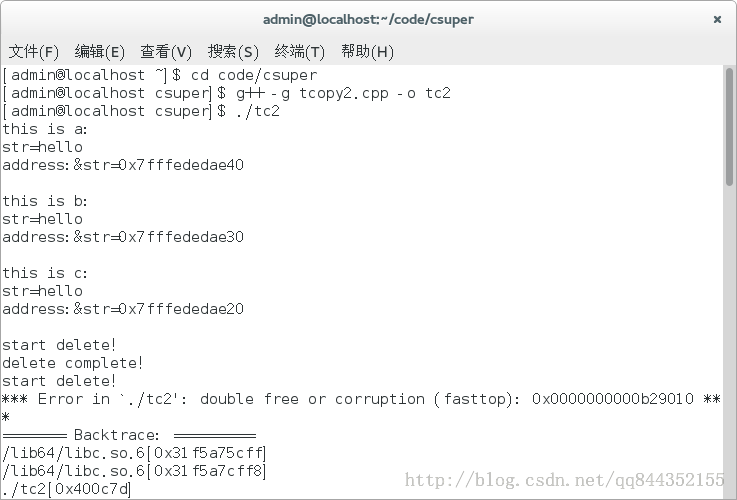 admin@localhost:~/code/csuper
文件(F) 编辑(E) 查看(V) 搜索(S) 终端(T) 帮助(H)
[admin@localhost ~]$ cd code/csuper
[admin@localhost csuper]$ g++ -g tcopy2.cpp -o tc2
[admin@localhost csuper]$ ./tc2
this is a:
str=hello
address:&str=0x7fffededae40
this is b:
str=hello
address:&str=0x7fffededae30
this is c:
str=hello
address:&str=0x7fffededae20
start delete!
delete complete!
start delete!
*** Error in `./tc2': double free or corruption (fasttop): 0x0000000000b29010 **
*
======= Backtrace: =========
/lib64/libc.so.6[0x31f5a75cff]
/lib64/libc.so.6[0x31f5a7cff8]
./tc2[0x400c7d]
http://blog.csdn.net/qq844352155